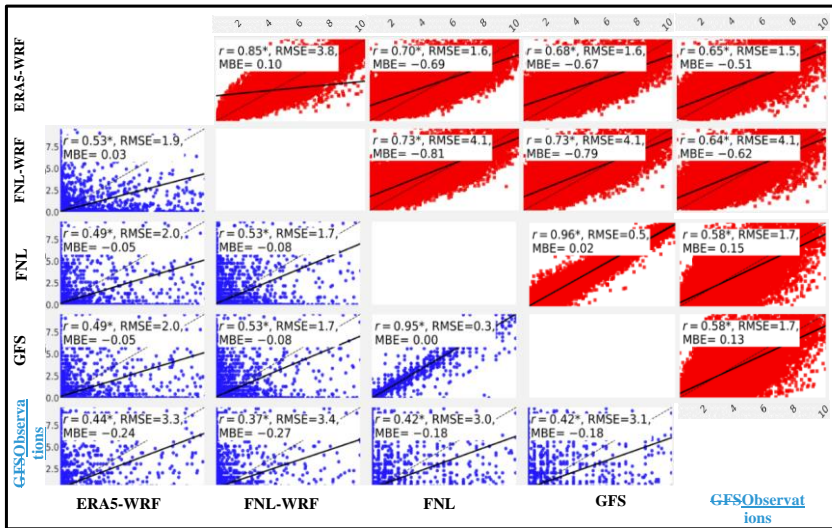 2 4 6 8 10 2 4 6 8 10 2 4 6 8 10 2 4 6 8 10
ERA5-WRF
r = 0.85*, RMSE=3.8,
MBE= 0.10
r = 0.70*, RMSE=1.6,
MBE= −0.69
r = 0.68*, RMSE=1.6,
MBE= −0.67
r = 0.65*, RMSE=1.5,
MBE= −0.51
FNL-WRF
7.5
5.0
2.5
0.0
r = 0.53*, RMSE=1.9,
MBE= 0.03
r = 0.73*, RMSE=4.1,
MBE= −0.81
r = 0.73*, RMSE=4.1,
MBE= −0.79
r = 0.64*, RMSE=4.1,
MBE= −0.62
FNL
7.5
5.0
2.5
0.0
r = 0.49*, RMSE=2.0,
MBE= −0.05
r = 0.53*, RMSE=1.7,
MBE= −0.08
r = 0.96*, RMSE=0.5,
MBE= 0.02
r = 0.58*, RMSE=1.7,
MBE= 0.15
GFS
7.5
5.0
2.5
0.0
r = 0.49*, RMSE=2.0,
MBE= −0.05
r = 0.53*, RMSE=1.7,
MBE= −0.08
r = 0.95*, RMSE=0.3,
MBE= 0.00
r = 0.58*, RMSE=1.7,
MBE= 0.13
2 4 6 8 10
GFSObserva
tions
7.5
5.0
2.5
r = 0.44*, RMSE=3.3,
MBE= −0.24
r = 0.37*, RMSE=3.4,
MBE= −0.27
r = 0.42*, RMSE=3.0,
MBE= −0.18
r = 0.42*, RMSE=3.1,
MBE= −0.18
ERA5-WRF FNL-WRF FNL GFS GFSObservat
ions